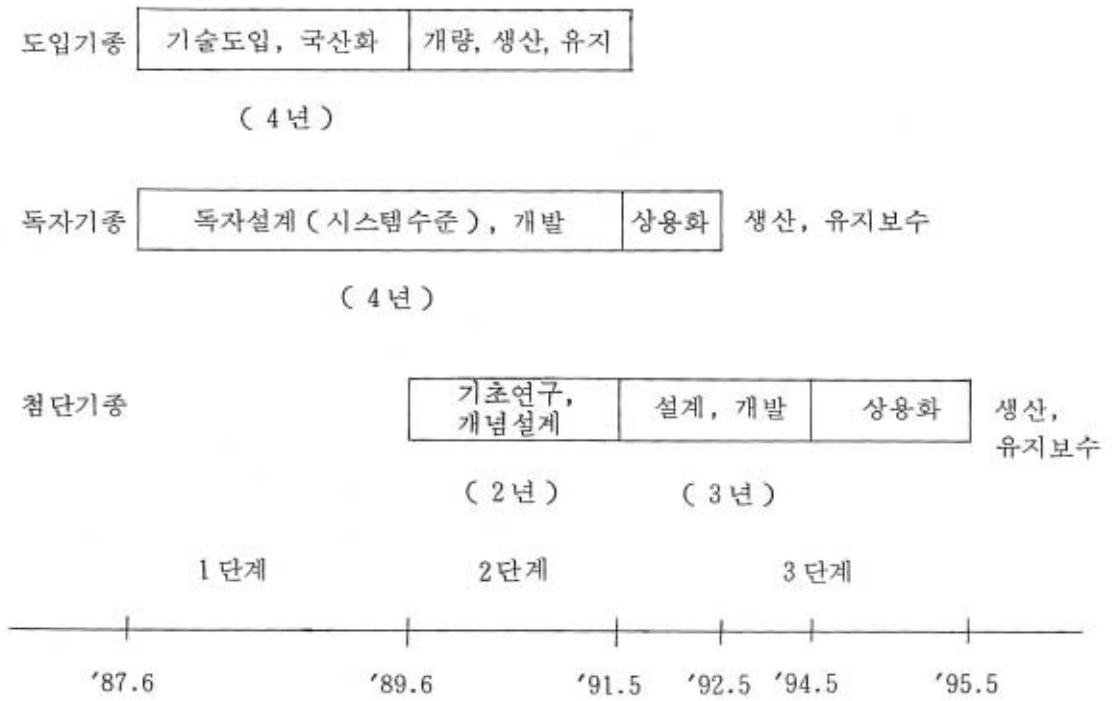 도입기종 기술도입, 국산화 개량, 생산, 유지
( 4년 )
독자기종 독자설계 ( 시스템수준 ), 개발 상용화 생산, 유지보수
( 4년 )
첨단기종 기초연구, 개념설계 설계, 개발 상용화 생산, 유지보수
( 2년 ) ( 3년 )
1단계 2단계 3단계
'87.6 '89.6 '91.5 '92.5 '94.5 '95.5